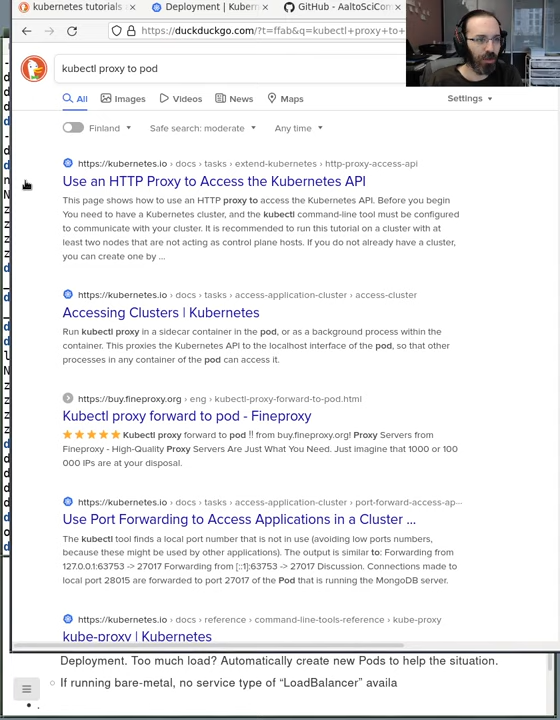 kubernetes tutorials
Deployment | Kubern
GitHub - AaltoSciCom
https://duckduckgo.com/?t=ffab&q=kubectl+proxy+to+
kubectl proxy to pod
All
Images
Videos
News
Maps
Settings
Finland
Safe search: moderate
Any time
https://kubernetes.io › docs › tasks › extend-kubernetes › http-proxy-access-api
Use an HTTP Proxy to Access the Kubernetes API
This page shows how to use an HTTP proxy to access the Kubernetes API. Before you begin
You need to have a Kubernetes cluster, and the kubectl command-line tool must be configured
to communicate with your cluster. It is recommended to run this tutorial on a cluster with at
least two nodes that are not acting as control plane hosts. If you do not already have a cluster,
you can create one by ...
https://kubernetes.io › docs › tasks › access-application-cluster › access-cluster
Accessing Clusters | Kubernetes
Run kubectl proxy in a sidecar container in the pod, or as a background process within the
container. This proxies the Kubernetes API to the localhost interface of the pod, so that other
processes in any container of the pod can access it.
https://buy.fineproxy.org › eng › kubectl-proxy-forward-to-pod.html
Kubectl proxy forward to pod - Fineproxy
Kubectl proxy forward to pod !! from buy.fineproxy.org! Proxy Servers from
Fineproxy - High-Quality Proxy Servers Are Just What You Need. Just imagine that 1000 or 100
000 IPs are at your disposal.
https://kubernetes.io › docs › tasks › access-application-cluster › port-forward-access-ap···
Use Port Forwarding to Access Applications in a Cluster ...
The kubectl tool finds a local port number that is not in use (avoiding low ports numbers,
because these might be used by other applications). The output is similar to: Forwarding from
127.0.0.1:63753 -> 27017 Forwarding from [::1]:63753 -> 27017 Discussion. Connections made to
local port 28015 are forwarded to port 27017 of the Pod that is running the MongoDB server.
https://kubernetes.io › docs › reference › command-line-tools-reference › kube-proxy
kube-proxy | Kubernetes
Deployment. Too much load? Automatically create new Pods to help the situation.
If running bare-metal, no service type of “LoadBalancer” availa